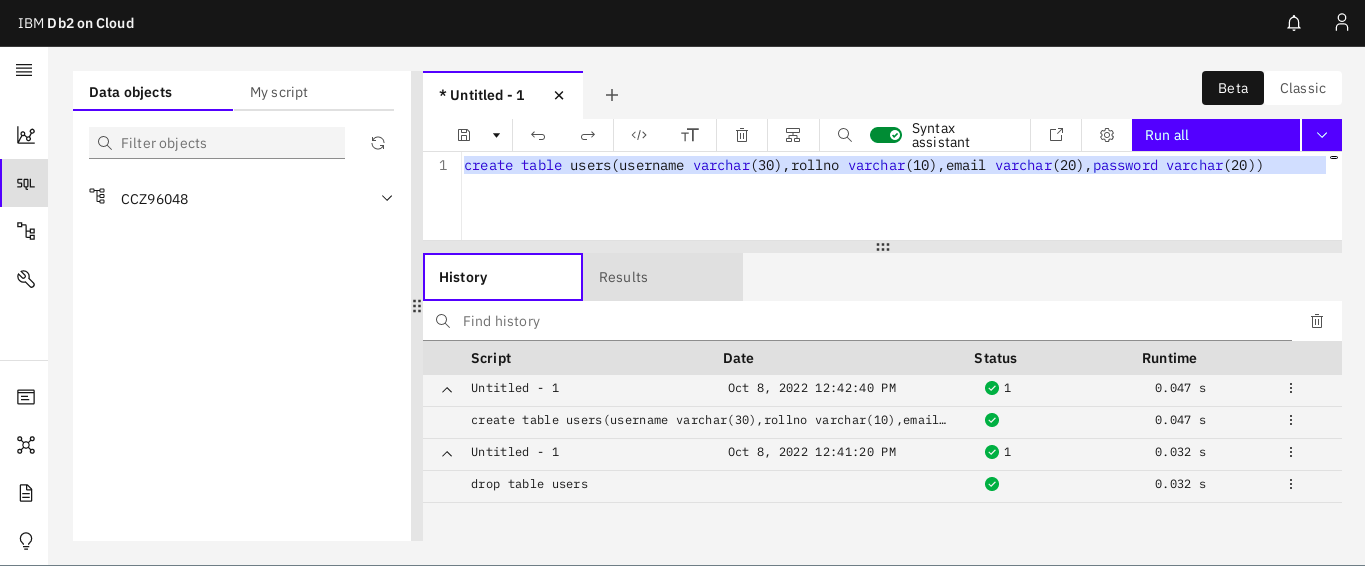 IBM Db2 on Cloud
Data objects
My script
* Untitled - 1
Beta
Classic
Filter objects
Syntax
assistant
Run all
SQL
CCZ96048
1 create table users(username varchar(30),rollno varchar(10),email varchar(20),password varchar(20))
History
Results
Find history
Script Date Status Runtime
Untitled - 1 Oct 8, 2022 12:42:40 PM 1 0.047 s
create table users(username varchar(30),rollno varchar(10),email… 0.047 s
Untitled - 1 Oct 8, 2022 12:41:20 PM 1 0.032 s
drop table users 0.032 s